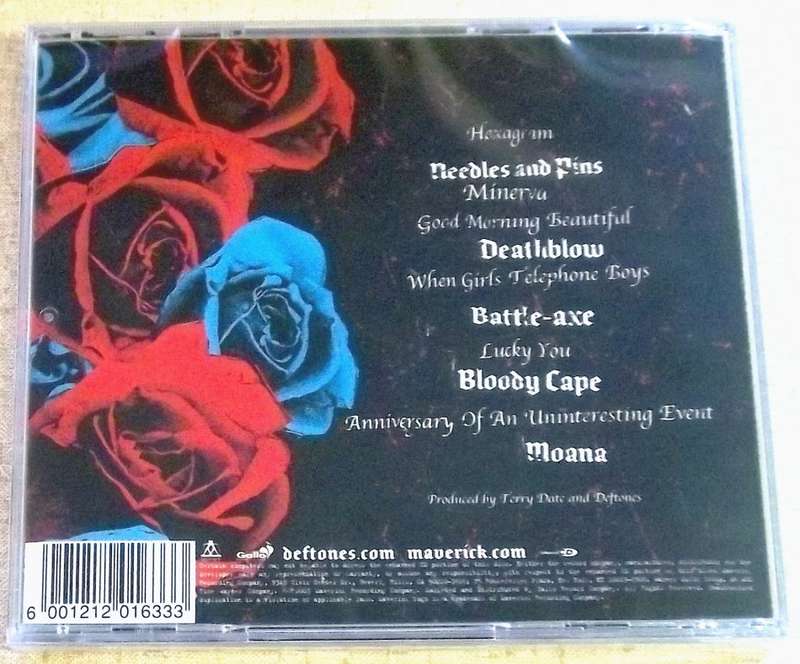 Hexagram
Needles and Pins
Minerva
Good Morning Beautiful
Deathblow
When Girls Telephone Boys
Battle-axe
Lucky You
Bloody Cape
Anniversary Of An Uninteresting Event
Moana
Produced by Terry Date and Deftones
Gallo deftones.com maverick.com
6 001212 016333